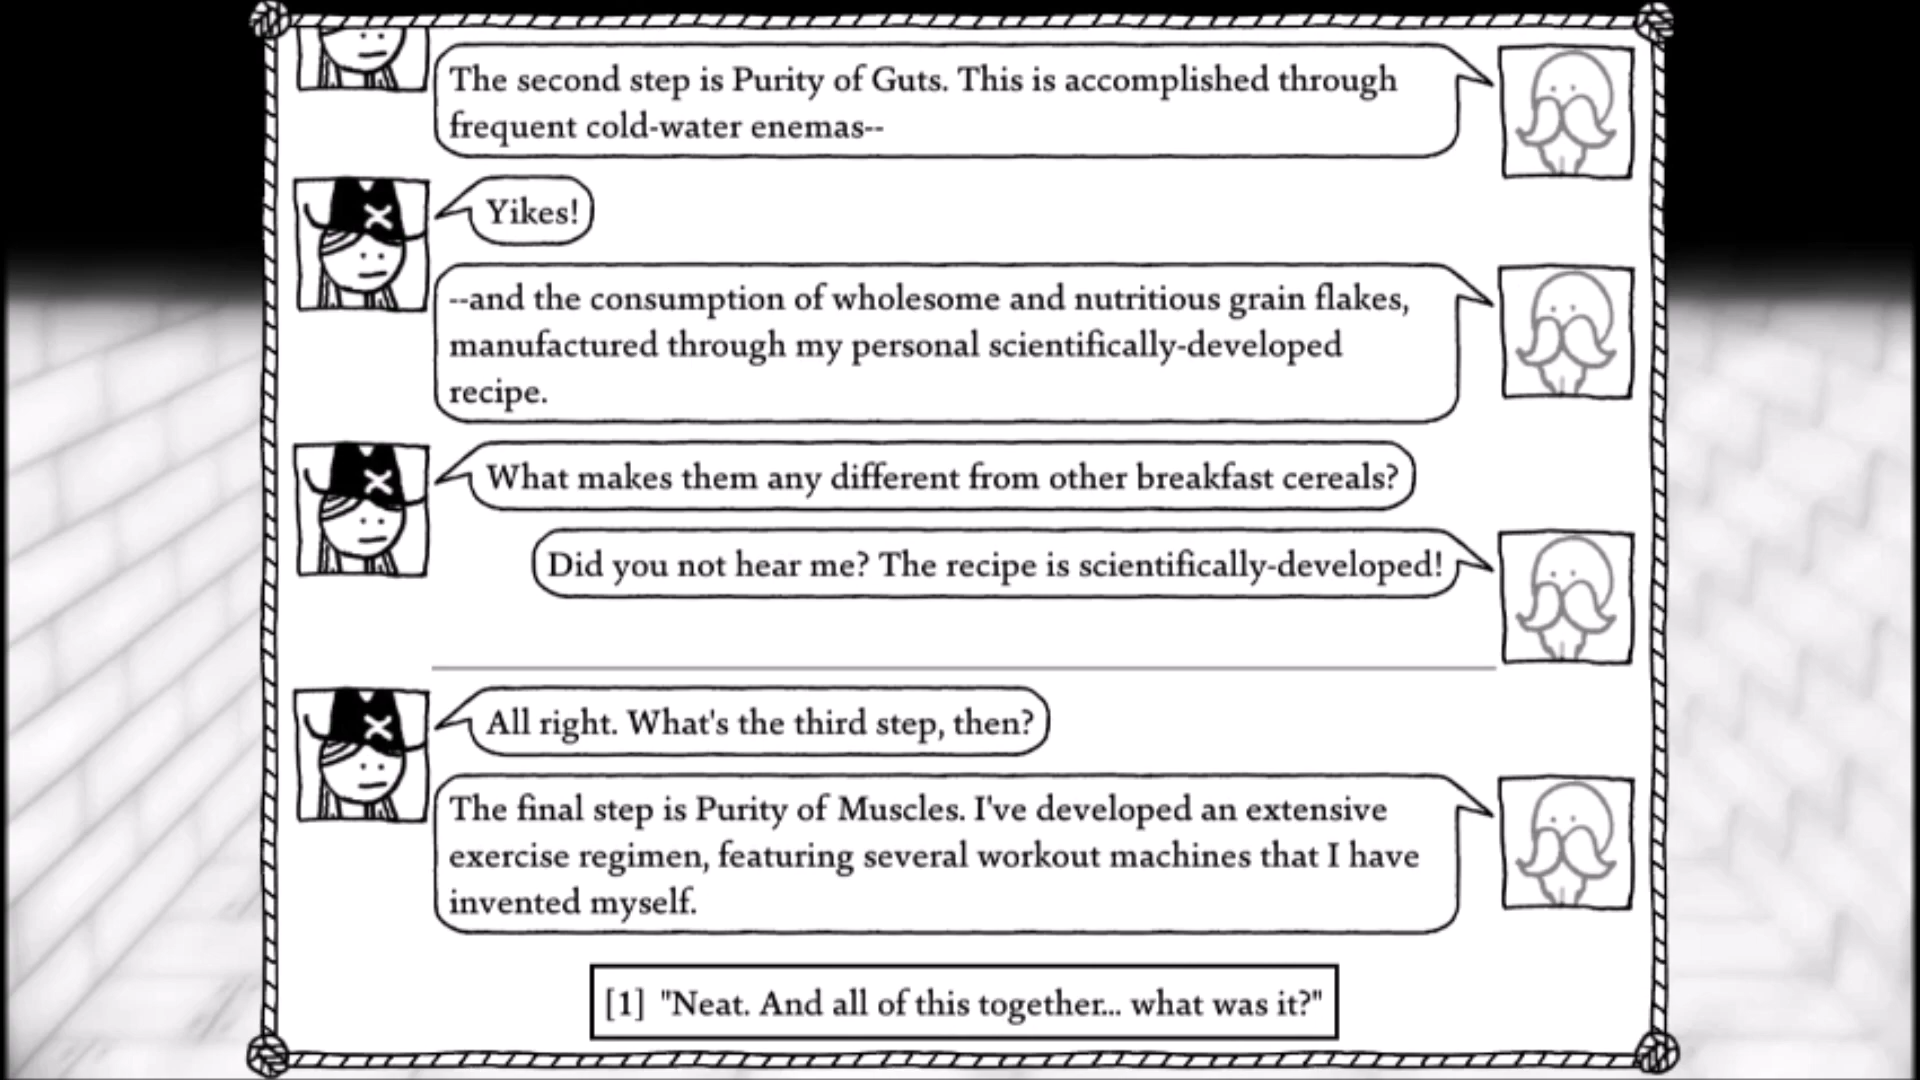 The second step is Purity of Guts. This is accomplished through
frequent cold-water enemas--
Yikes!
--and the consumption of wholesome and nutritious grain flakes,
manufactured through my personal scientifically-developed
recipe.
What makes them any different from other breakfast cereals?
Did you not hear me? The recipe is scientifically-developed!
All right. What's the third step, then?
The final step is Purity of Muscles. I've developed an extensive
exercise regimen, featuring several workout machines that I have
invented myself.
[1] "Neat. And all of this together... what was it?"